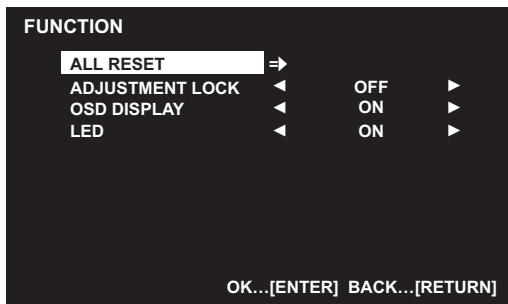 FUNCTION
ALL RESET
ADJUSTMENT LOCK OFF
OSD DISPLAY ON
LED ON
OK…[ENTER] BACK…[RETURN]